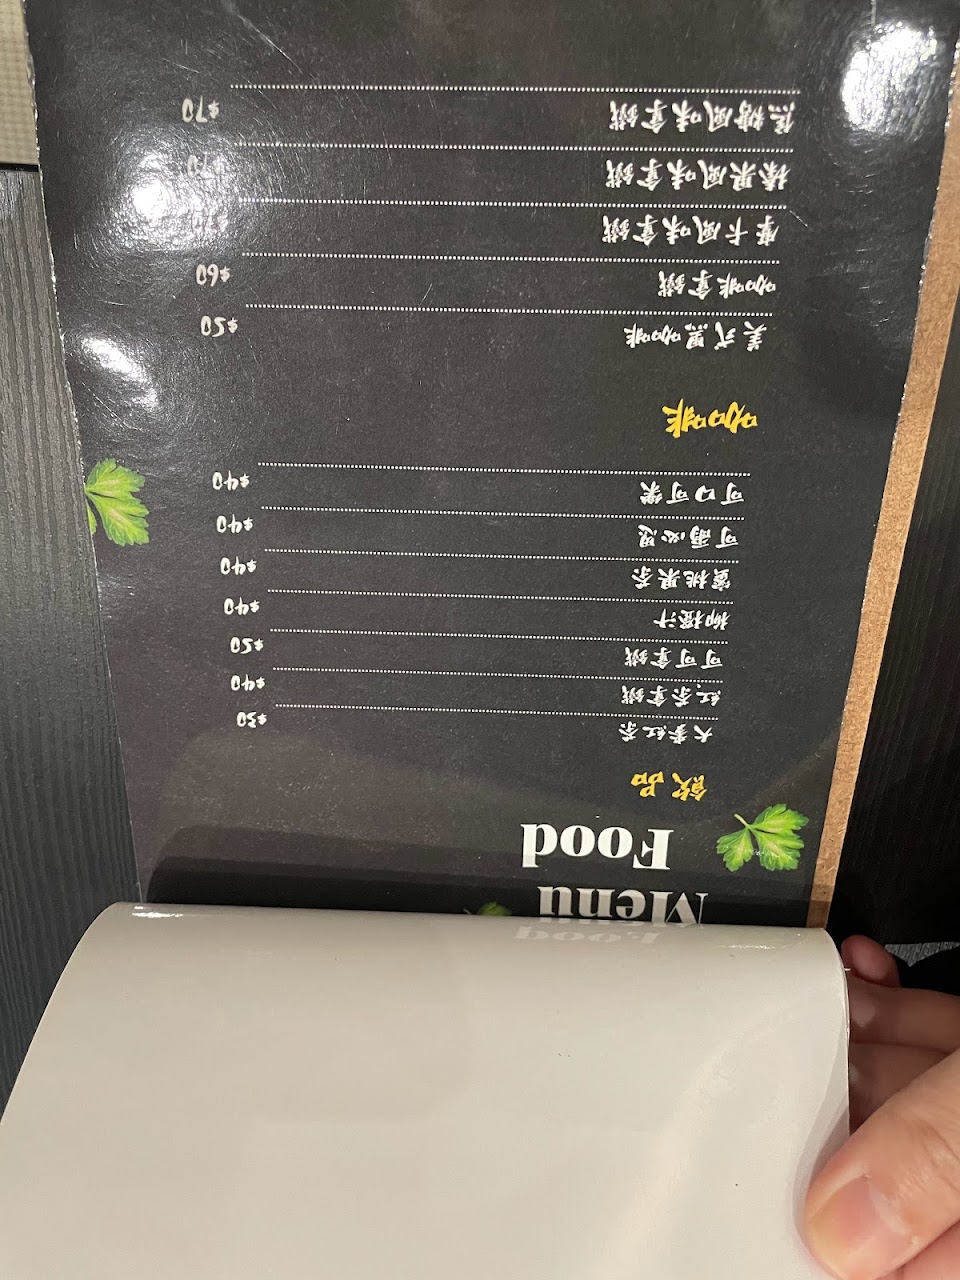 Menu
Food
飲品
大麥紅茶 $30
紅茶拿鐵 $40
可可拿鐵 $50
柳橙汁 $40
蜜桃果茶 $40
可爾必思 $40
可口可樂 $40
咖啡
美式黑咖啡 $50
咖啡拿鐵 $60
摩卡風味拿鐵
榛果風味拿鐵 $70
焦糖風味拿鐵 $70